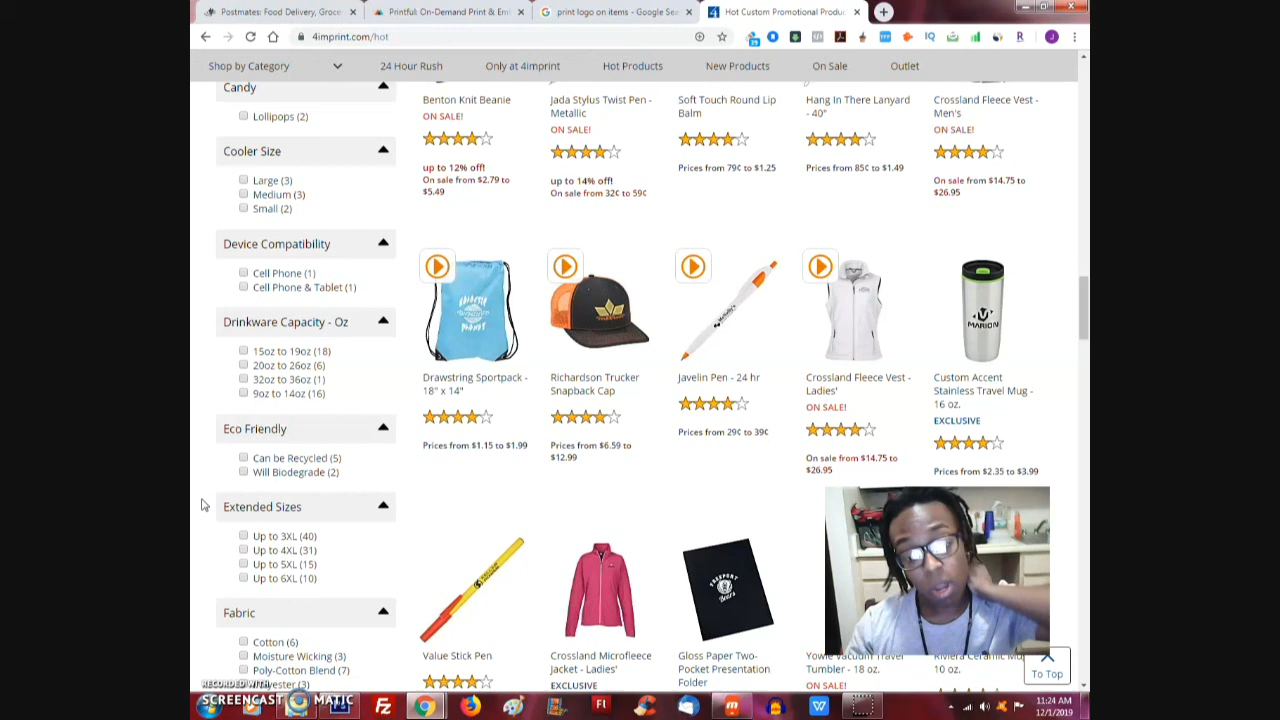 Postmates: Food Delivery, Groce
Printful: On-Demand Print & Em
print logo on items - Google Sea
Hot Custom Promotional Produc
4imprint.com/hot
Shop by Category
24 Hour Rush
Only at 4imprint
Hot Products
New Products
On Sale
Outlet
Candy
Lollipops (2)
Cooler Size
Large (3)
Medium (3)
Small (2)
Device Compatibility
Cell Phone (1)
Cell Phone & Tablet (1)
Drinkware Capacity - Oz
15oz to 19oz (18)
20oz to 26oz (6)
32oz to 36oz (1)
9oz to 14oz (16)
Eco Friendly
Can be Recycled (5)
Will Biodegrade (2)
Extended Sizes
Up to 3XL (40)
Up to 4XL (31)
Up to 5XL (15)
Up to 6XL (10)
Fabric
Cotton (6)
Moisture Wicking (3)
Poly-Cotton Blend (7)
Benton Knit Beanie
ON SALE!
up to 12% off!
On sale from $2.79 to
$5.49
Jada Stylus Twist Pen -
Metallic
ON SALE!
up to 14% off!
On sale from 32¢ to 59¢
Soft Touch Round Lip
Balm
Prices from 79¢ to $1.25
Hang In There Lanyard
- 40"
Prices from 85¢ to $1.49
Crossland Fleece Vest -
Men's
ON SALE!
On sale from $14.75 to
$26.95
Drawstring Sportpack -
18" x 14"
Prices from $1.15 to $1.99
Richardson Trucker
Snapback Cap
Prices from $6.59 to
$12.99
Javelin Pen - 24 hr
Prices from 29¢ to 39¢
Crossland Fleece Vest -
Ladies'
ON SALE!
On sale from $14.75 to
$26.95
MARION
Custom Accent
Stainless Travel Mug -
16 oz.
EXCLUSIVE
Prices from $2.35 to $3.99
Value Stick Pen
Crossland Microfleece
Jacket - Ladies'
EXCLUSIVE
FREEPORT
Bears
Gloss Paper Two-
Pocket Presentation
Folder
Tumbler - 18 oz.
ON SALE!
10 oz.
To Top
RECORDED WITH
SCREENCAST MATIC
11:24 AM
12/1/2019